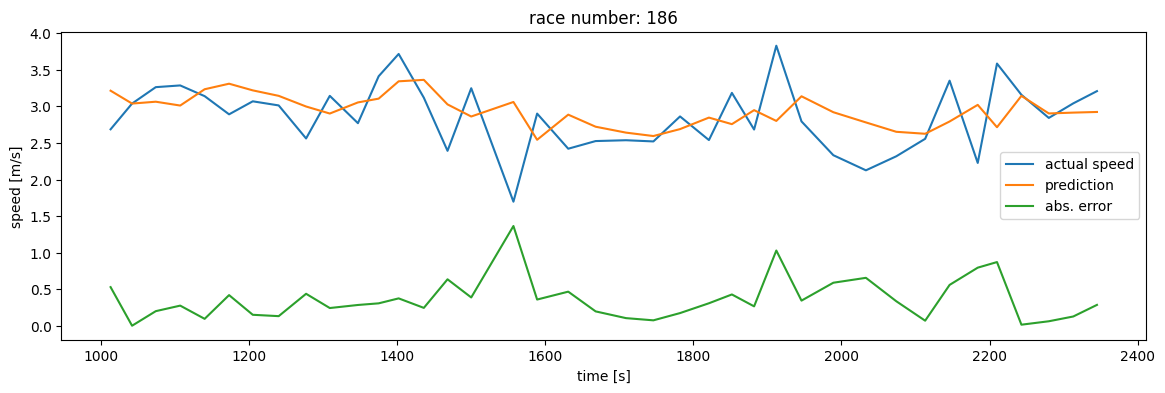 race number: 186
speed [m/s]
4.0
3.5
3.0
2.5
2.0
1.5
1.0
0.5
0.0
actual speed
prediction
abs. error
1000 1200 1400 1600 1800 2000 2200 2400
time [s]